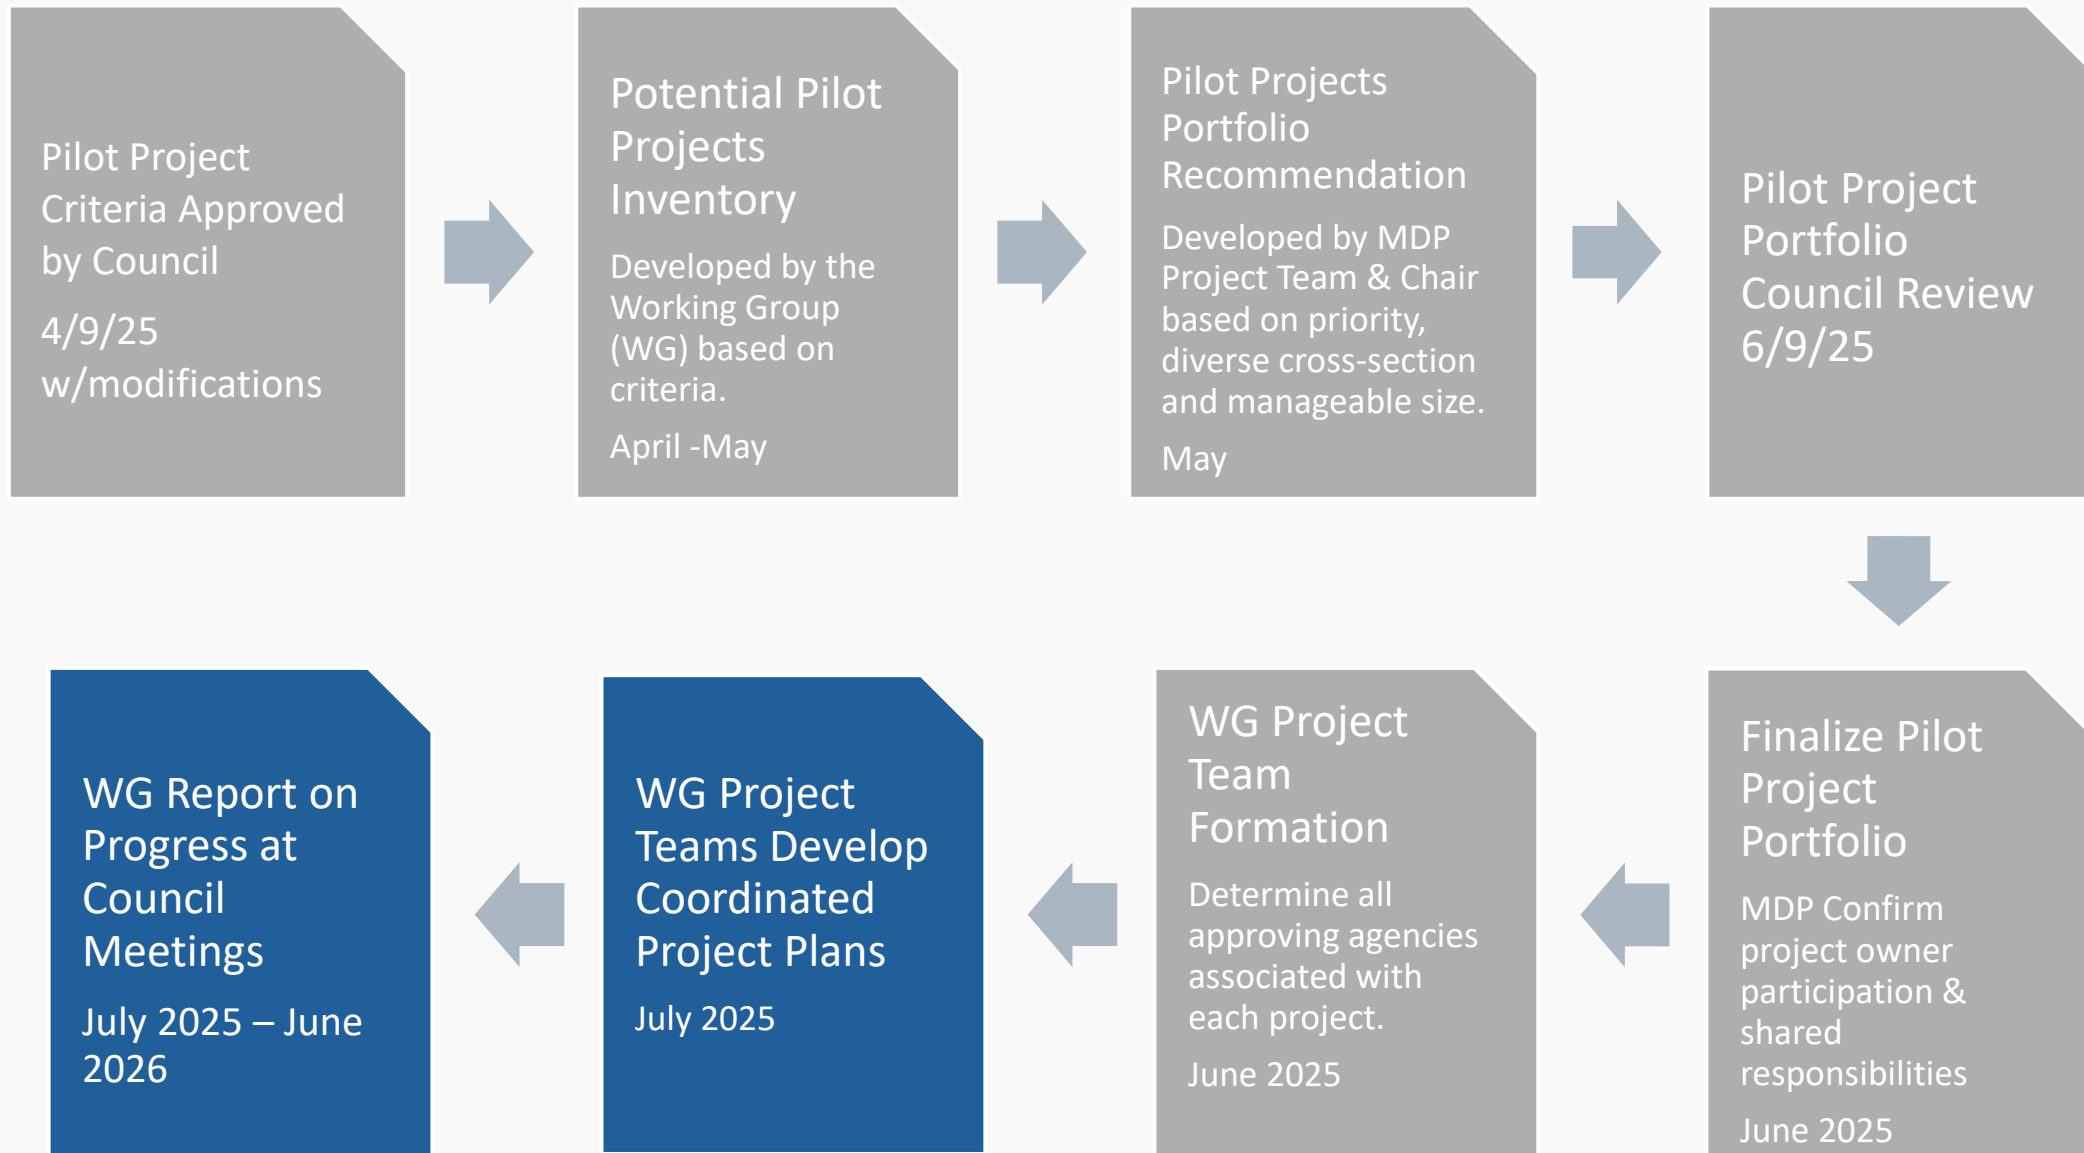 Pilot Project
Criteria Approved
by Council
4/9/25
w/modifications
Potential Pilot
Projects
Inventory
Developed by the
Working Group
(WG) based on
criteria.
April -May
Pilot Projects
Portfolio
Recommendation
Developed by MDP
Project Team & Chair
based on priority,
diverse cross-section
and manageable size.
May
Pilot Project
Portfolio
Council Review
6/9/25
Finalize Pilot
Project
Portfolio
MDP Confirm
project owner
participation &
shared
responsibilities
June 2025
WG Project
Team
Formation
Determine all
approving agencies
associated with
each project.
June 2025
WG Project
Teams Develop
Coordinated
Project Plans
July 2025
WG Report on
Progress at
Council
Meetings
July 2025 – June
2026